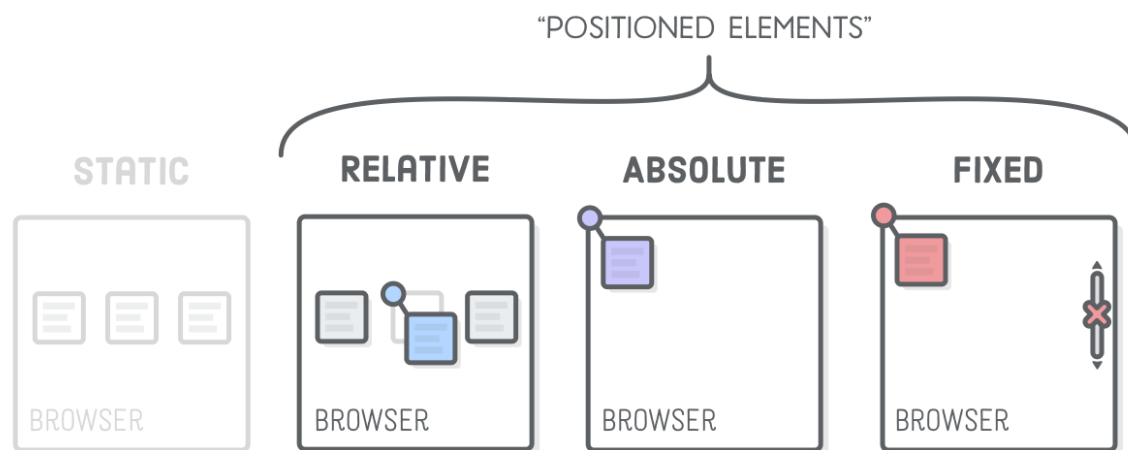 “POSITIONED ELEMENTS”
STATIC RELATIVE ABSOLUTE FIXED
BROWSER BROWSER BROWSER BROWSER